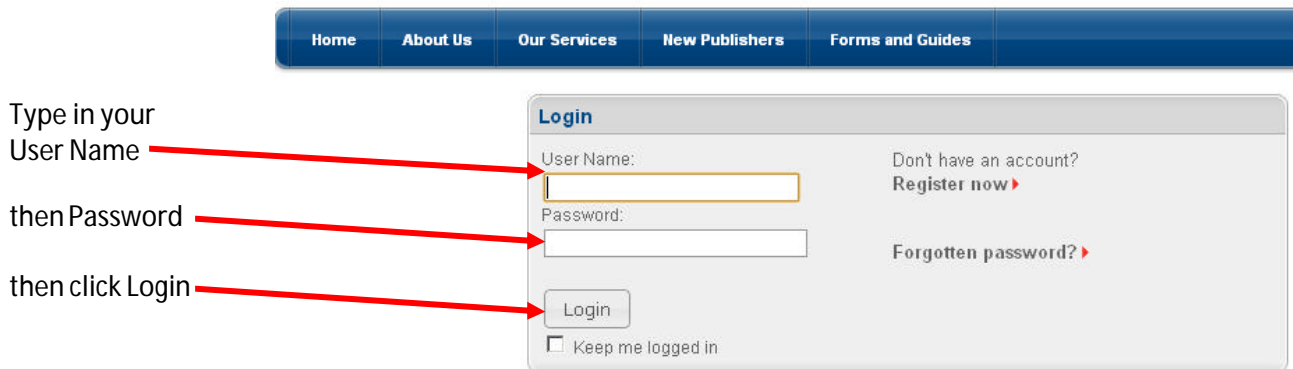 Home About Us Our Services New Publishers Forms and Guides
Type in your
User Name
then Password
then click Login
Login
User Name:
Don't have an account?
Register now
Password:
Forgotten password?
Login
Keep me logged in